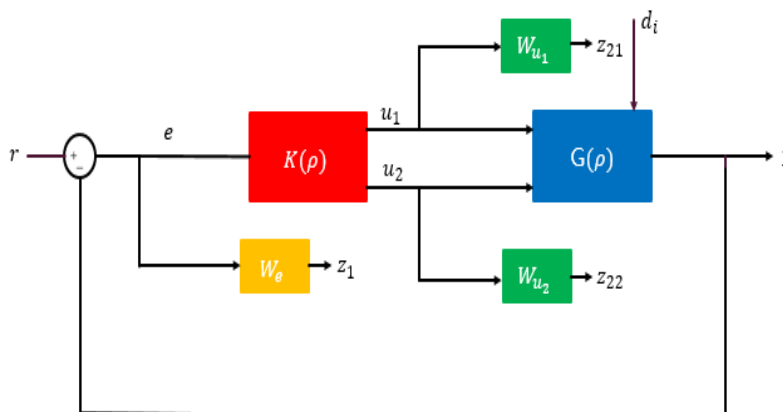 W_{u_1}
z_{21}
d_i
u_1
r
+
−
e
K(ρ)
G(ρ)
u_2
W_e
z_1
W_{u_2}
z_{22}